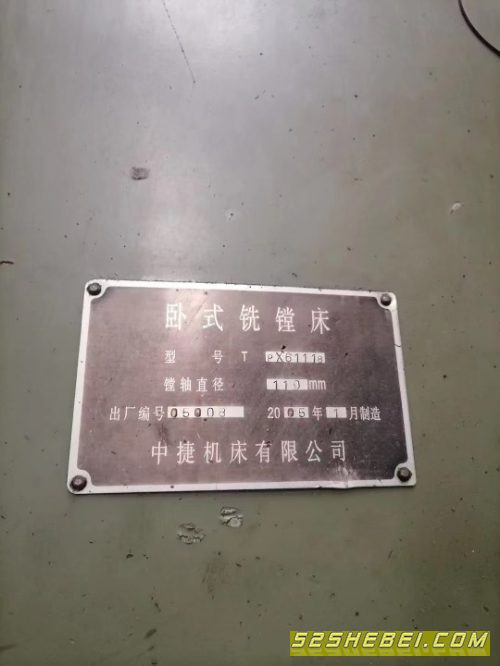 卧式铣镗床
型 号 T PX6111B
镗轴直径 110 mm
出厂编号 05008 2005年1月制造
中捷机床有限公司
52SHEBEI.COM